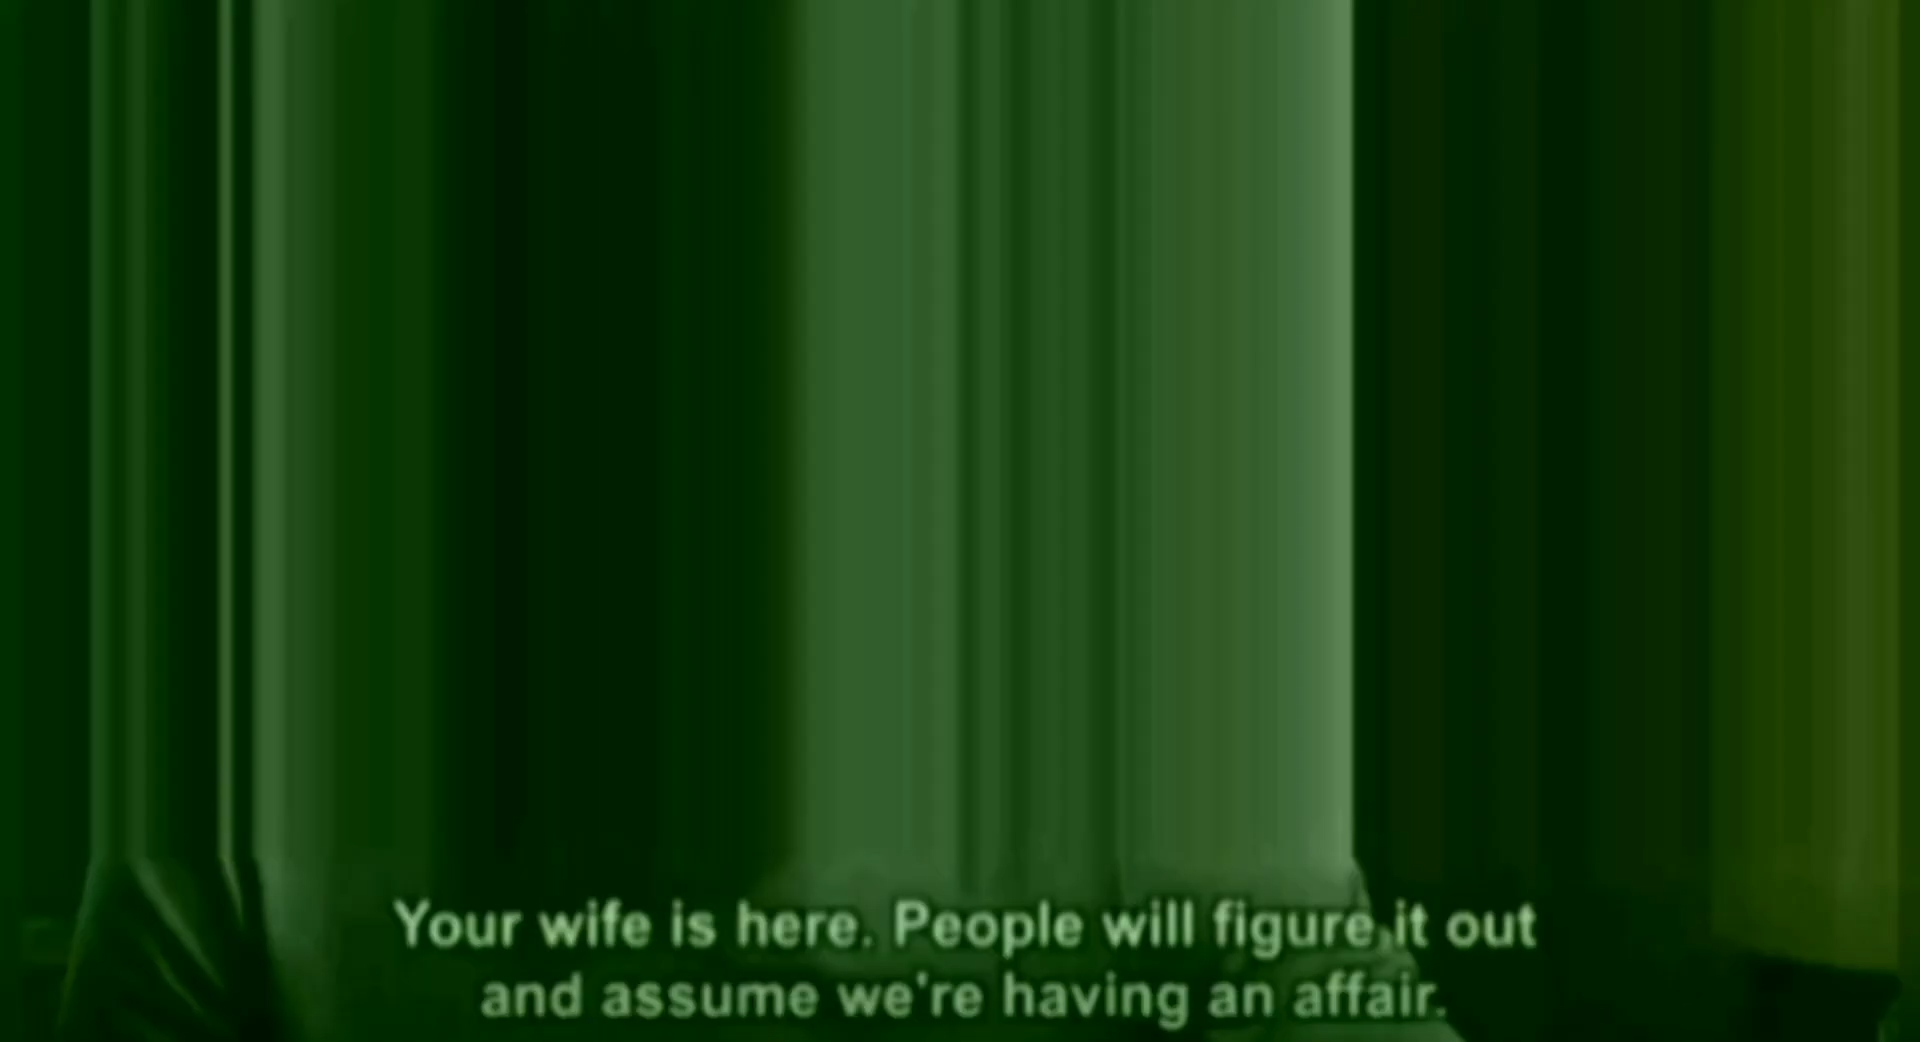 Your wife is here. People will figure it out
and assume we're having an affair.